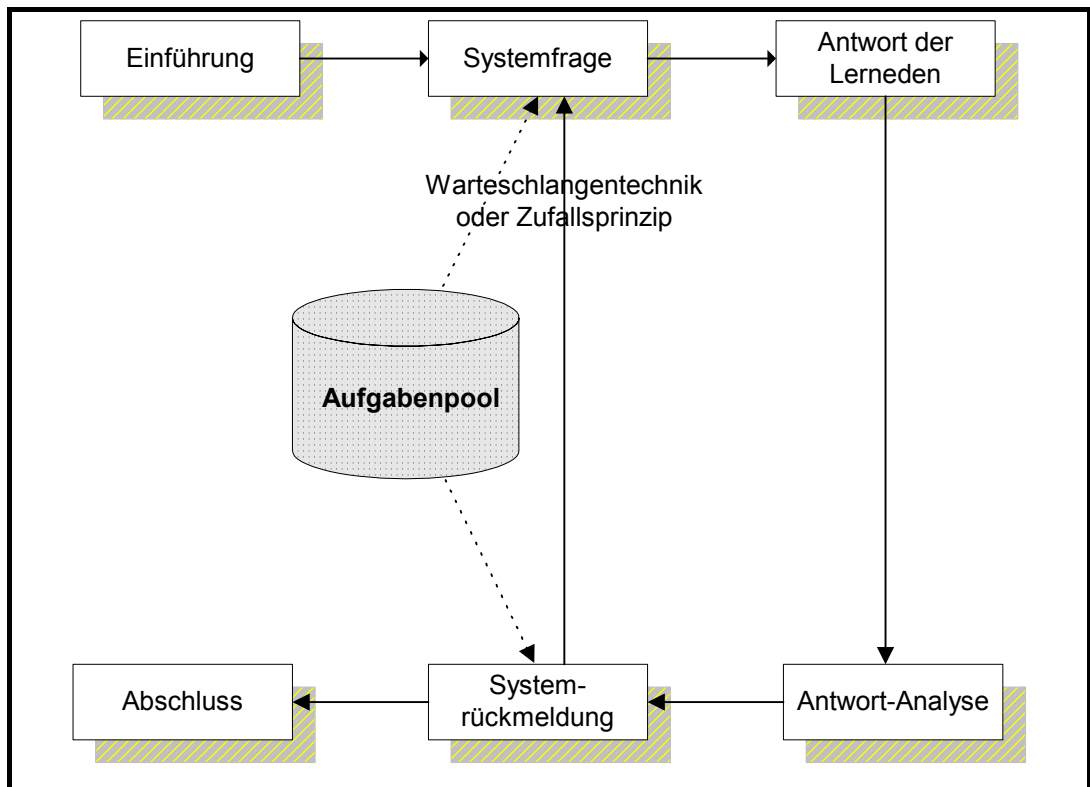 Einführung
Systemfrage
Antwort der
Lerneden
Warteschlangentechnik
oder Zufallsprinzip
Aufgabenpool
Abschluss
System-
rückmeldung
Antwort-Analyse